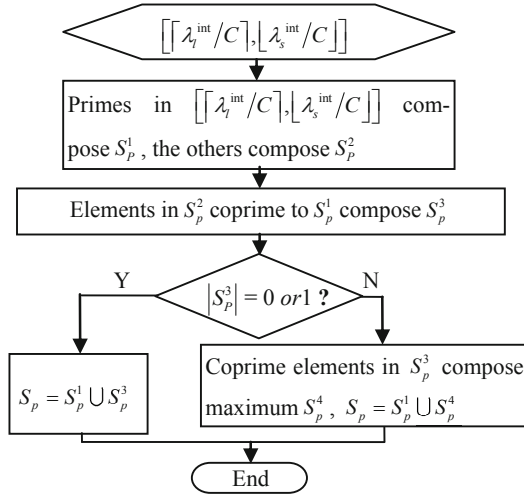 [⌈λ_l^int/C⌉,⌊λ_s^int/C⌋]
Primes in [⌈λ_l^int/C⌉,⌊λ_s^int/C⌋] com-
pose S_P^1 , the others compose S_P^2
Elements in S_p^2 coprime to S_p^1 compose S_p^3
Y
N
|S_P^3| = 0 or1 ?
S_p = S_p^1 ⋃ S_p^3
Coprime elements in S_p^3 compose
maximum S_p^4 , S_p = S_p^1 ⋃ S_p^4
End